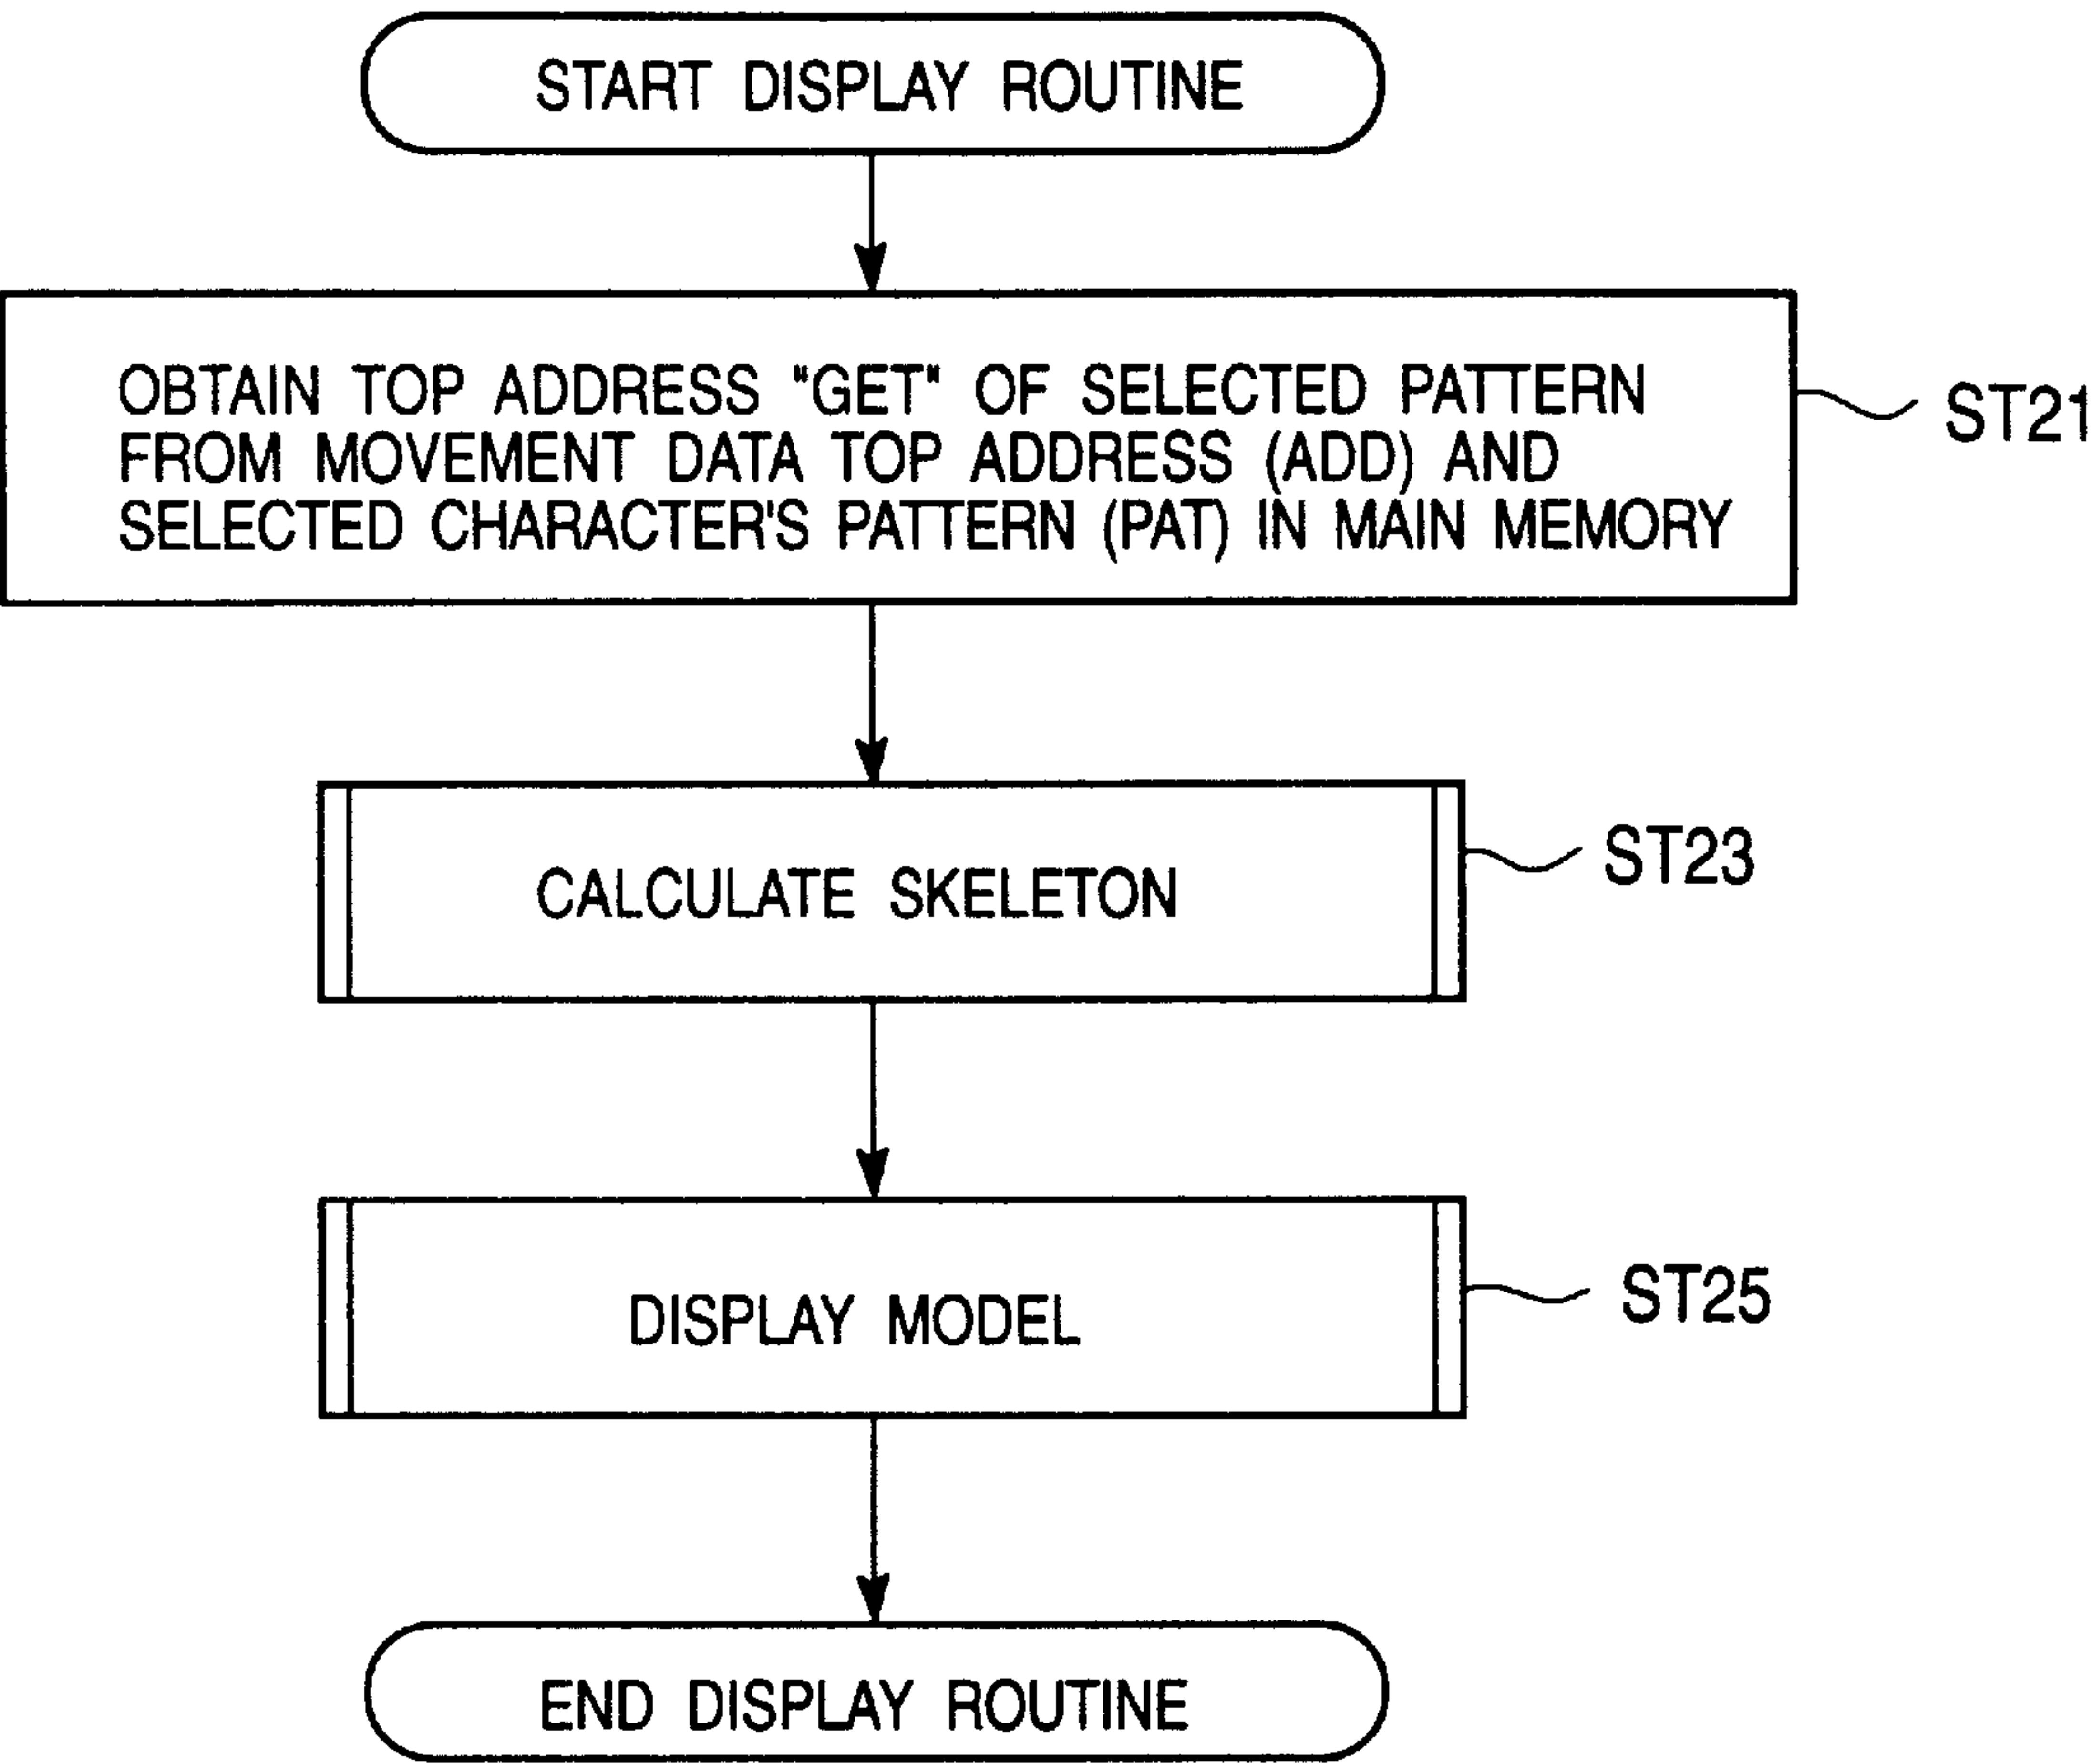 START DISPLAY ROUTINE
OBTAIN TOP ADDRESS "GET" OF SELECTED PATTERN
FROM MOVEMENT DATA TOP ADDRESS (ADD) AND
SELECTED CHARACTER'S PATTERN (PAT) IN MAIN MEMORY
ST21
CALCULATE SKELETON
ST23
DISPLAY MODEL
ST25
END DISPLAY ROUTINE